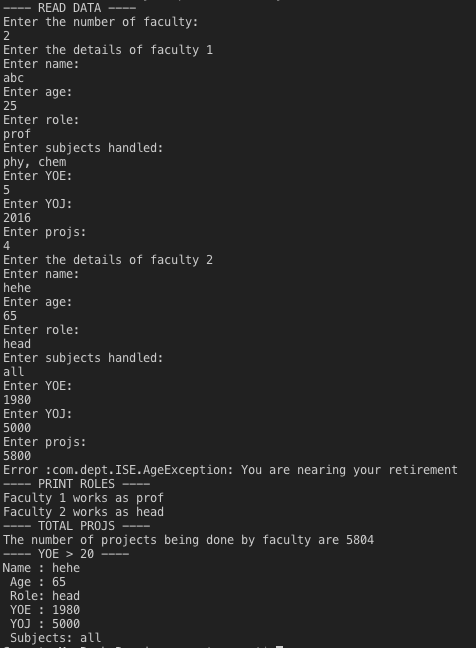 ---- READ DATA ----
Enter the number of faculty:
2
Enter the details of faculty 1
Enter name:
abc
Enter age:
25
Enter role:
prof
Enter subjects handled:
phy, chem
Enter YOE:
5
Enter YOJ:
2016
Enter projs:
4
Enter the details of faculty 2
Enter name:
hehe
Enter age:
65
Enter role:
head
Enter subjects handled:
all
Enter YOE:
1980
Enter YOJ:
5000
Enter projs:
5800
Error :com.dept.ISE.AgeException: You are nearing your retirement
---- PRINT ROLES ----
Faculty 1 works as prof
Faculty 2 works as head
---- TOTAL PROJS ----
The number of projects being done by faculty are 5804
---- YOE > 20 ----
Name : hehe
 Age : 65
 Role: head
 YOE : 1980
 YOJ : 5000
 Subjects: all